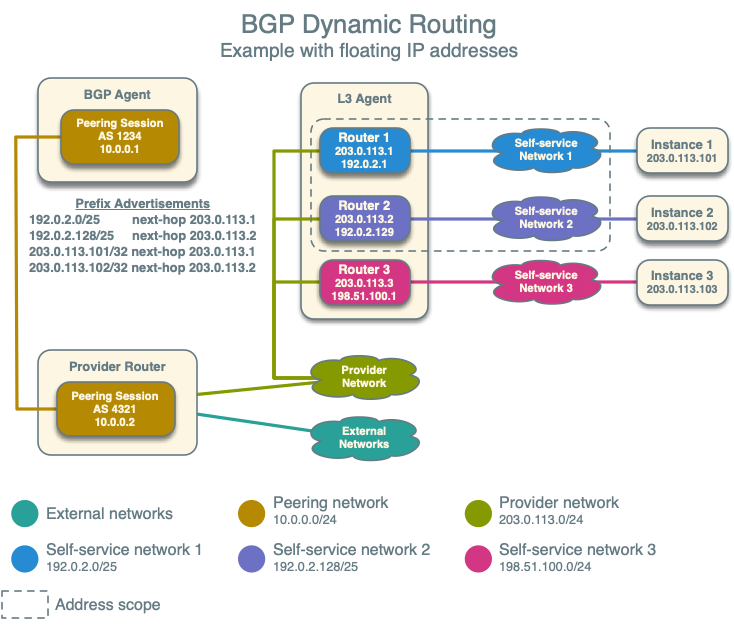 BGP Dynamic Routing
Example with floating IP addresses
BGP Agent
Peering Session
AS 1234
10.0.0.1
Prefix Advertisements
192.0.2.0/25 next-hop 203.0.113.1
192.0.2.128/25 next-hop 203.0.113.2
203.0.113.101/32 next-hop 203.0.113.1
203.0.113.102/32 next-hop 203.0.113.2
L3 Agent
Router 1
203.0.113.1
192.0.2.1
Self-service
Network 1
Instance 1
203.0.113.101
Router 2
203.0.113.2
192.0.2.129
Self-service
Network 2
Instance 2
203.0.113.102
Router 3
203.0.113.3
198.51.100.1
Self-service
Network 3
Instance 3
203.0.113.103
Provider Router
Peering Session
AS 4321
10.0.0.2
Provider
Network
External
Networks
External networks
Peering network
10.0.0.0/24
Provider network
203.0.113.0/24
Self-service network 1
192.0.2.0/25
Self-service network 2
192.0.2.128/25
Self-service network 3
198.51.100.0/24
Address scope